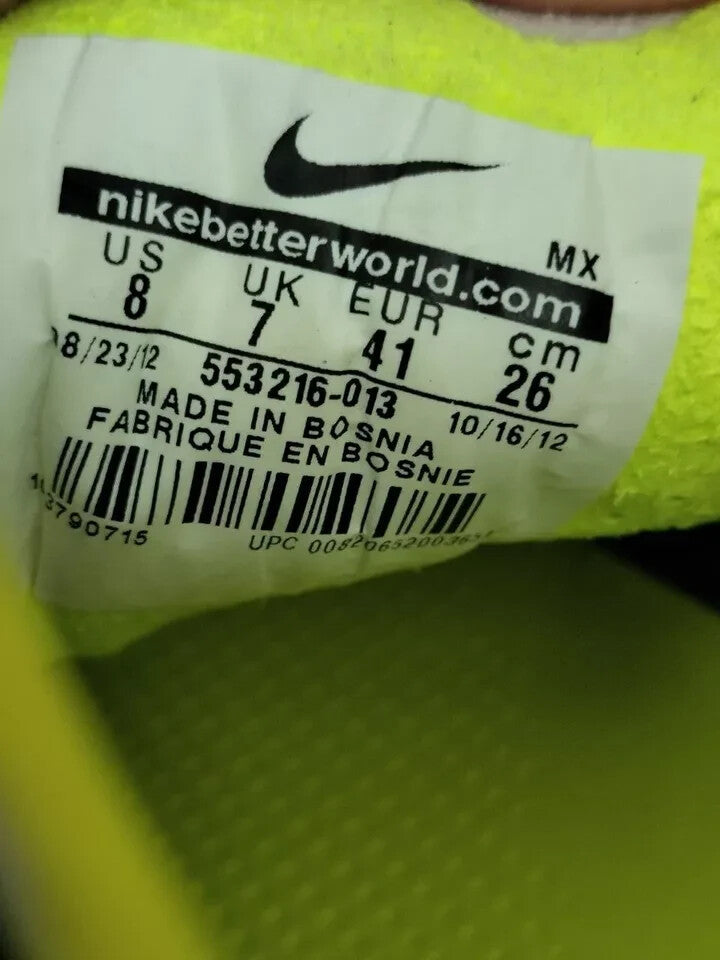 nikebetterworld.com
MX
US UK EUR cm
8 7 41 26
8/23/12 553216-013 10/16/12
MADE IN BOSNIA
FABRIQUE EN BOSNIE
3790715
UPC